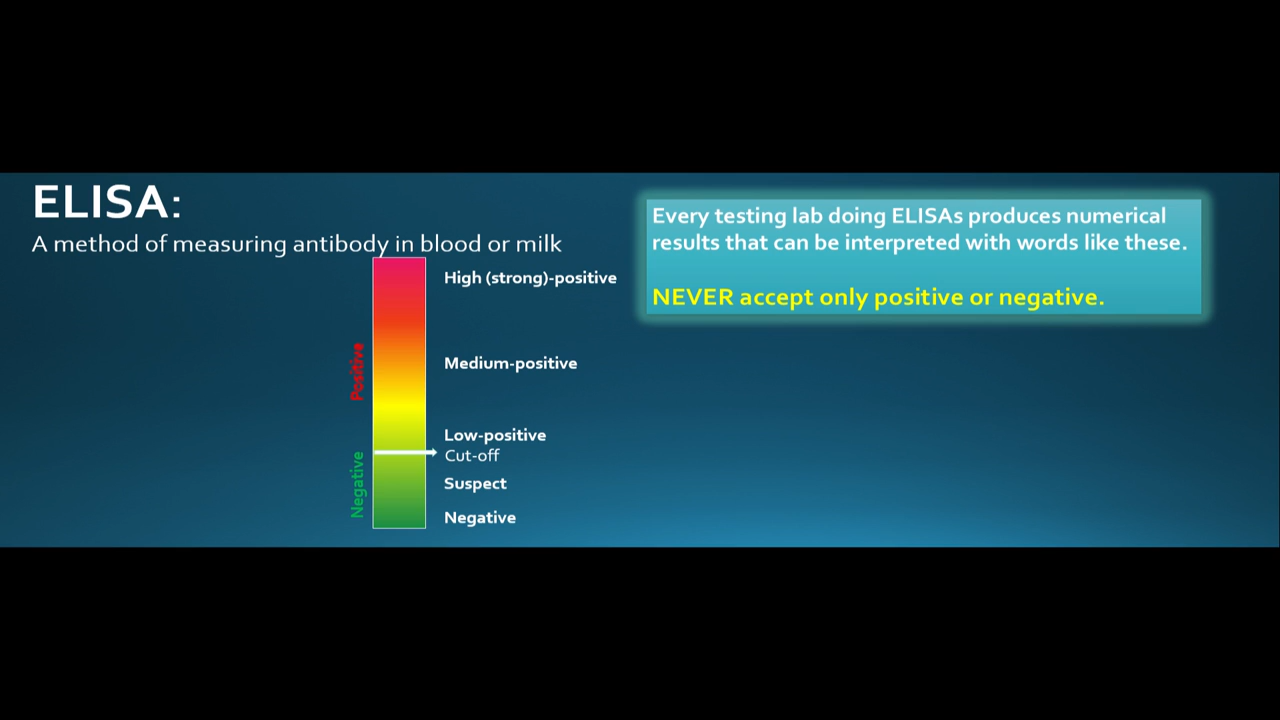 ELISA:
A method of measuring antibody in blood or milk
Every testing lab doing ELISAs produces numerical
results that can be interpreted with words like these.
NEVER accept only positive or negative.
High (strong)-positive
Positive
Medium-positive
Low-positive
Cut-off
Negative
Suspect
Negative